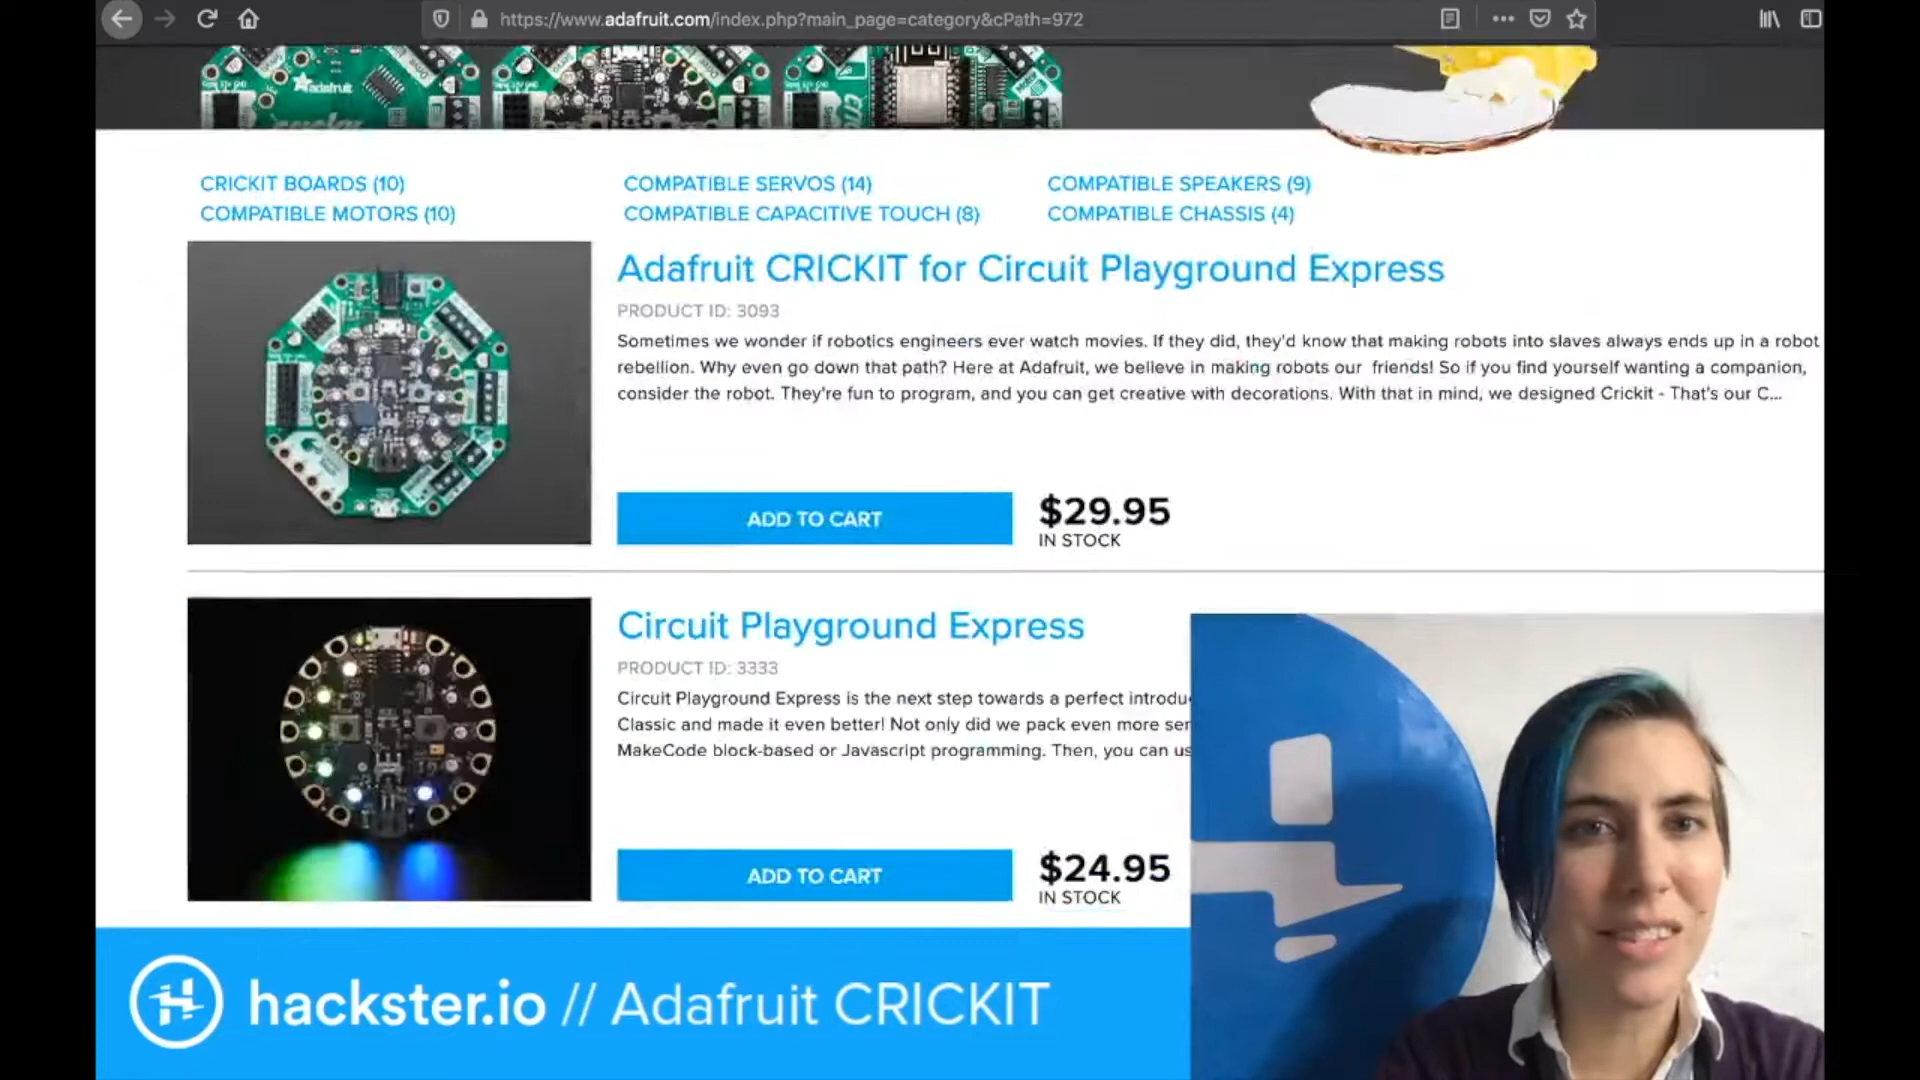 https://www.adafruit.com/index.php?main_page=category&cPath=972
adafruit
CRICKIT BOARDS (10)
COMPATIBLE SERVOS (14)
COMPATIBLE SPEAKERS (9)
COMPATIBLE MOTORS (10)
COMPATIBLE CAPACITIVE TOUCH (8)
COMPATIBLE CHASSIS (4)
Adafruit CRICKIT for Circuit Playground Express
PRODUCT ID: 3093
Sometimes we wonder if robotics engineers ever watch movies. If they did, they'd know that making robots into slaves always ends up in a robot
rebellion. Why even go down that path? Here at Adafruit, we believe in making robots our friends! So if you find yourself wanting a companion,
consider the robot. They're fun to program, and you can get creative with decorations. With that in mind, we designed Crickit - That's our C...
ADD TO CART
$29.95
IN STOCK
Circuit Playground Express
PRODUCT ID: 3333
Circuit Playground Express is the next step towards a perfect introdu
Classic and made it even better! Not only did we pack even more ser
MakeCode block-based or Javascript programming. Then, you can us
ADD TO CART
$24.95
IN STOCK
hackster.io // Adafruit CRICKIT